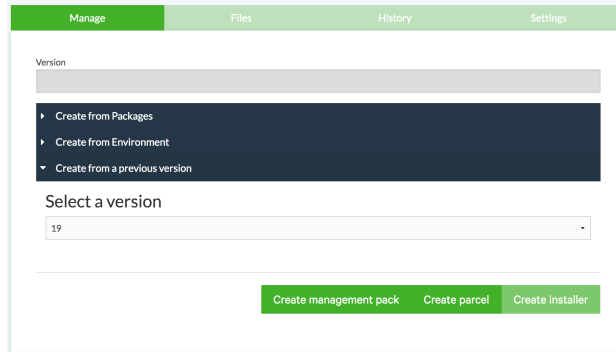 Manage Files History Settings
Version
Create from Packages
Create from Environment
Create from a previous version
Select a version
19
Create management pack Create parcel Create installer